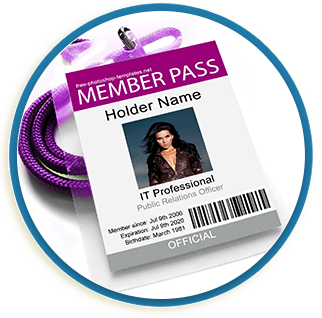 free-photoshop-templates.net
MEMBER PASS
Holder Name
IT Professional
Public Relations Officer
Member since: Jul 9th 2006
Expiration: Jul 9th 2020
Birthdate: March 1981
OFFICIAL